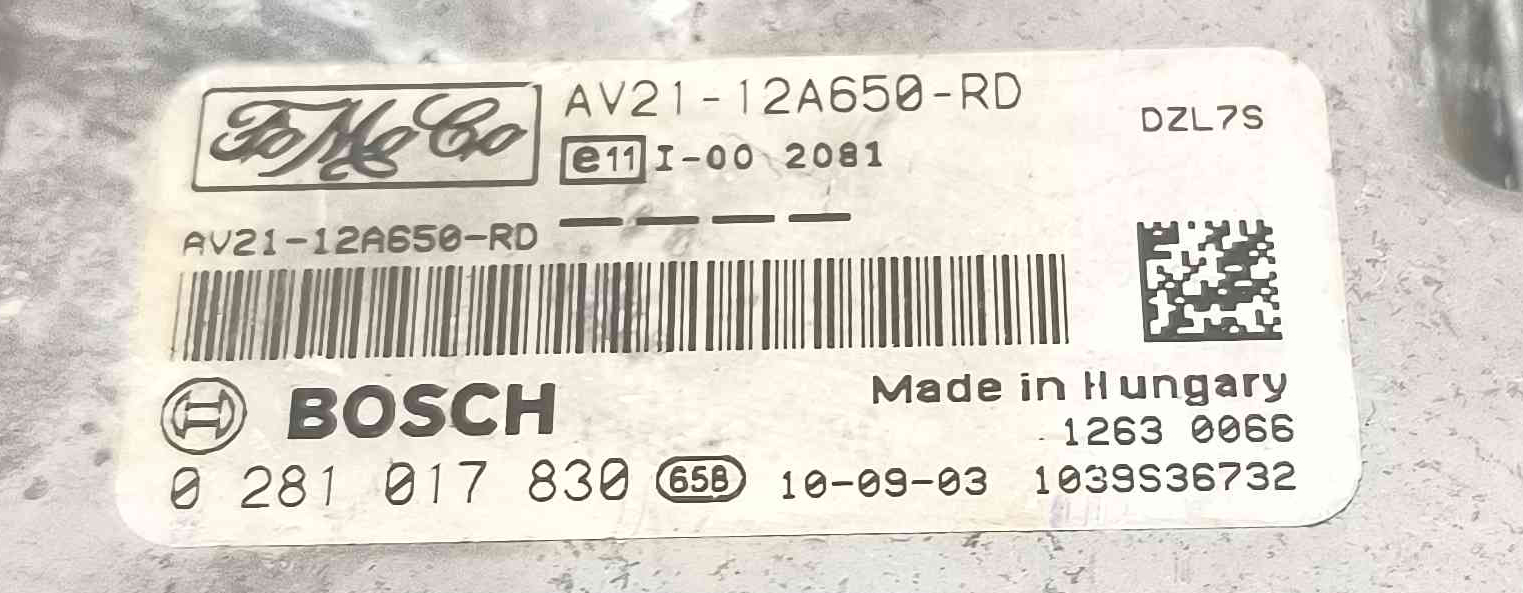 FoMoCo AV21-12A650-RD DZL7S
e11 I-00 2081
AV21-12A650-RD
BOSCH Made in Hungary
1263 0066
0 281 017 830 658 10-09-03 1039S36732